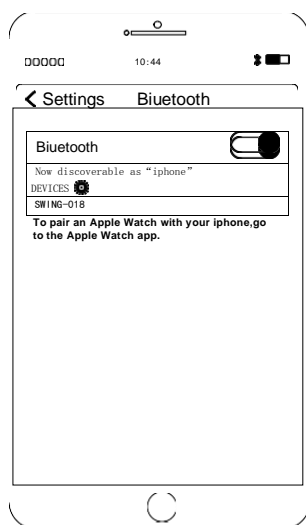 10:44
Settings Biuetooth
Biuetooth
Now discoverable as “iphone”
DEVICES
SWING-018
To pair an Apple Watch with your iphone,go
to the Apple Watch app.